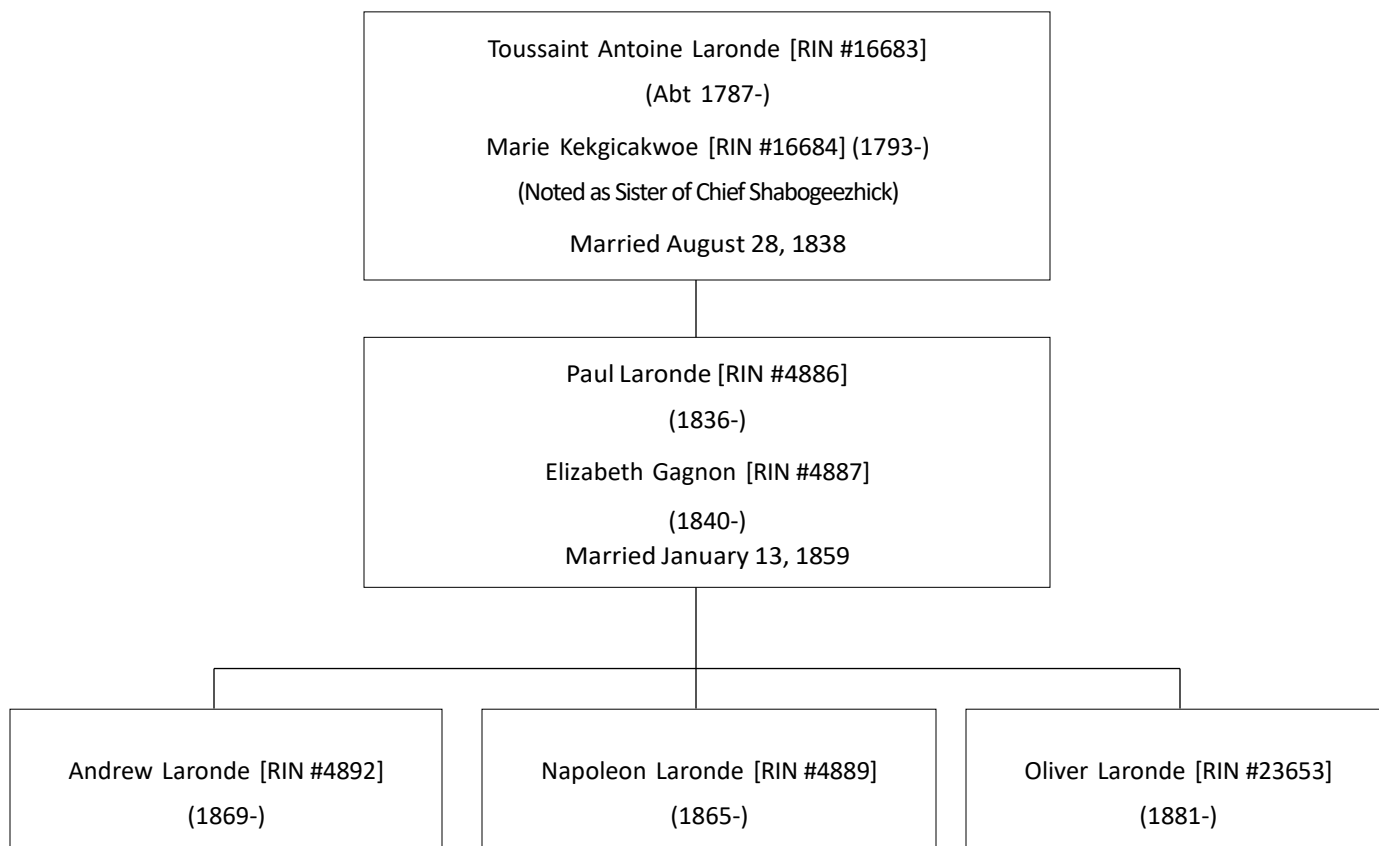 Toussaint Antoine Laronde [RIN #16683]
(Abt 1787-)
Marie Kekgicakwoe [RIN #16684] (1793-)
(Noted as Sister of Chief Shabogeezhick)
Married August 28, 1838
Paul Laronde [RIN #4886]
(1836-)
Elizabeth Gagnon [RIN #4887]
(1840-)
Married January 13, 1859
Andrew Laronde [RIN #4892]
(1869-)
Napoleon Laronde [RIN #4889]
(1865-)
Oliver Laronde [RIN #23653]
(1881-)